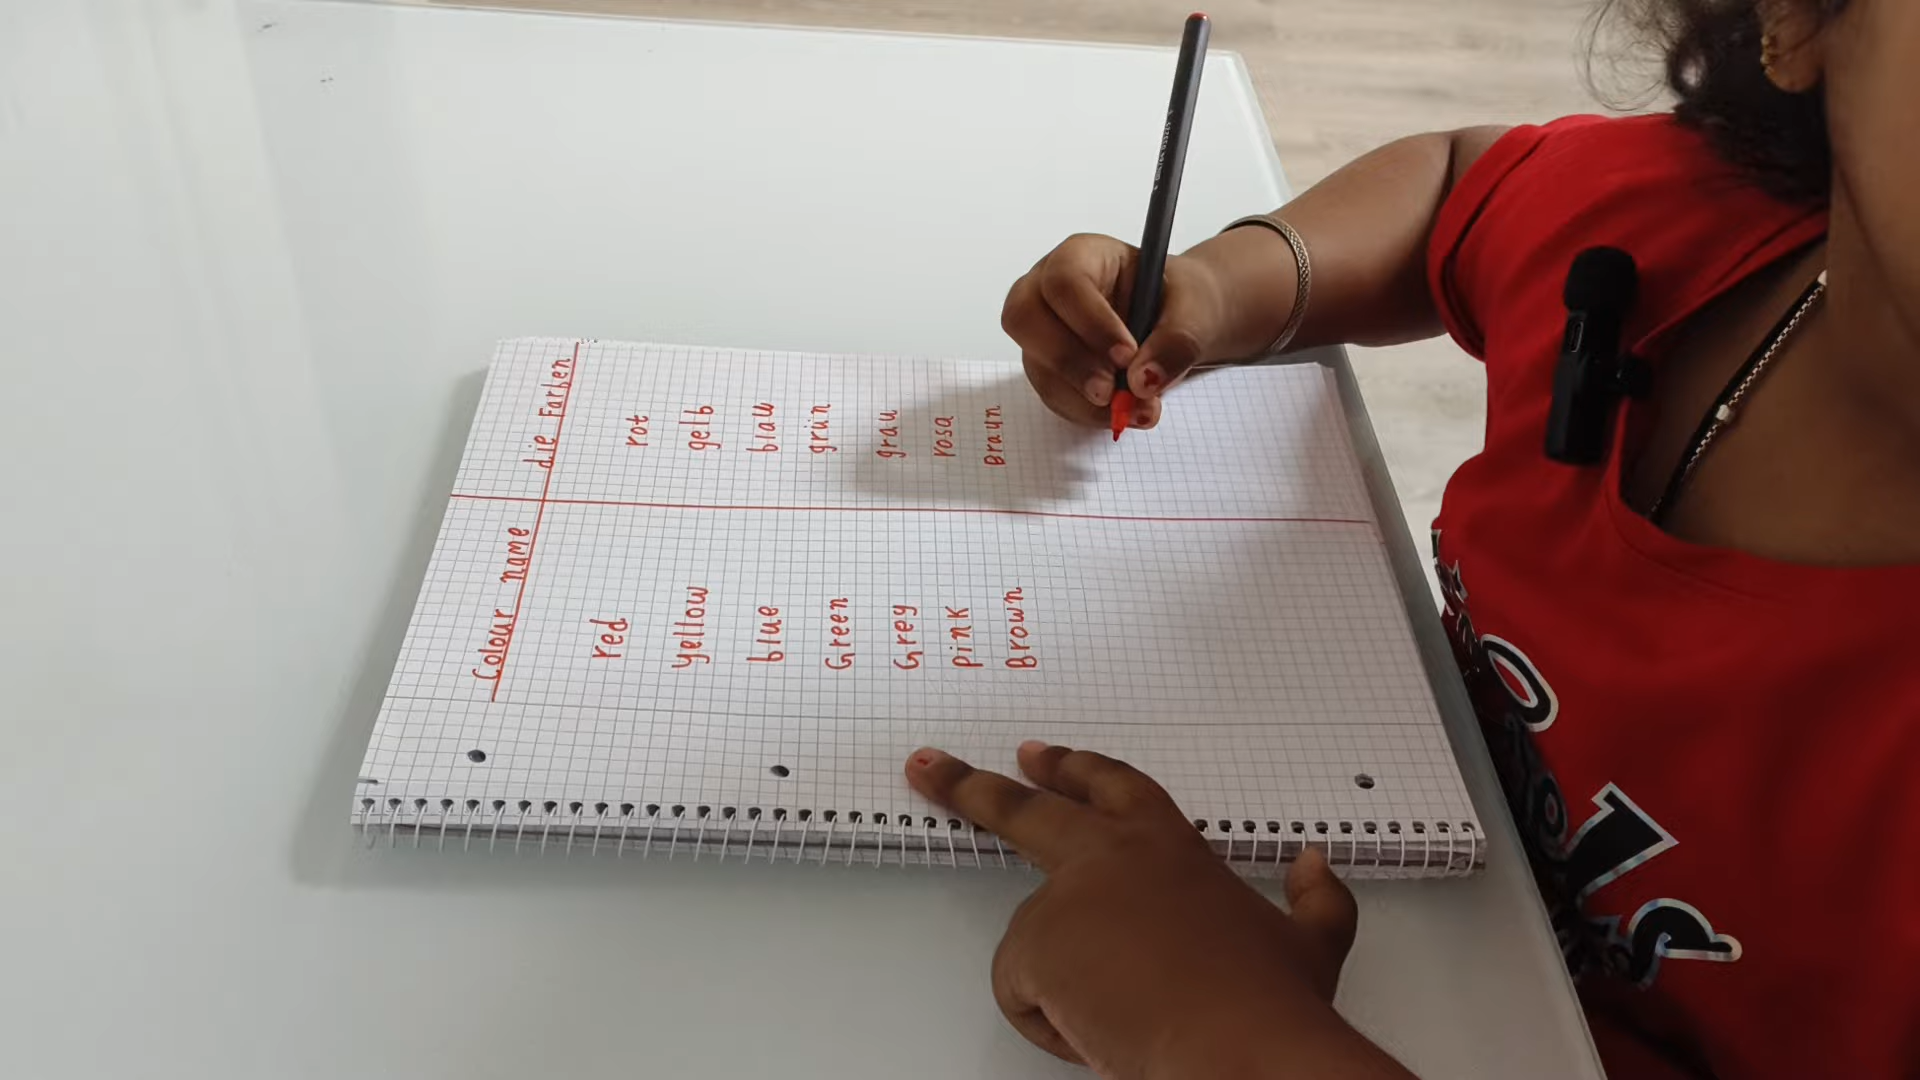 Colour name die Farben
red rot
yellow gelb
blue blau
Green grün
Grey grau
pink rosa
Brown Braun